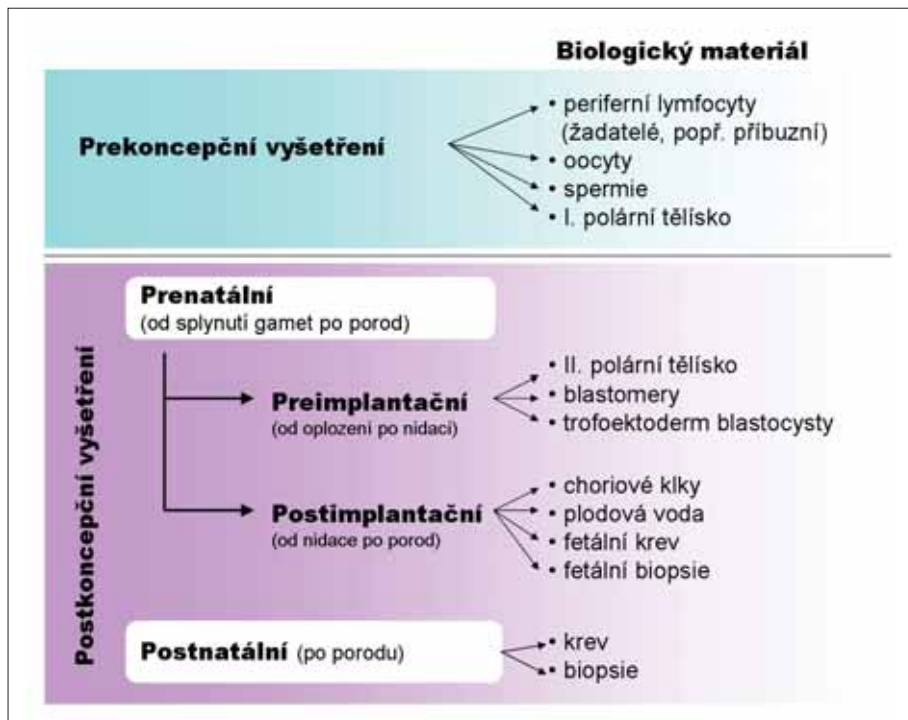 Biologický materiál
Prekoncepční vyšetření
• periferní lymfocyty
(žadatelé, popř. příbuzní)
• oocyty
• spermie
• I. polární tělísko
Postkoncepční vyšetření
Prenatální
(od splynutí gamet po porod)
Preimplantační
(od oplození po nidaci)
• II. polární tělísko
• blastomery
• trofoektoderm blastocysty
Postimplantační
(od nidace po porod)
• choriové klky
• plodová voda
• fetální krev
• fetální biopsie
Postnatální (po porodu)
• krev
• biopsie